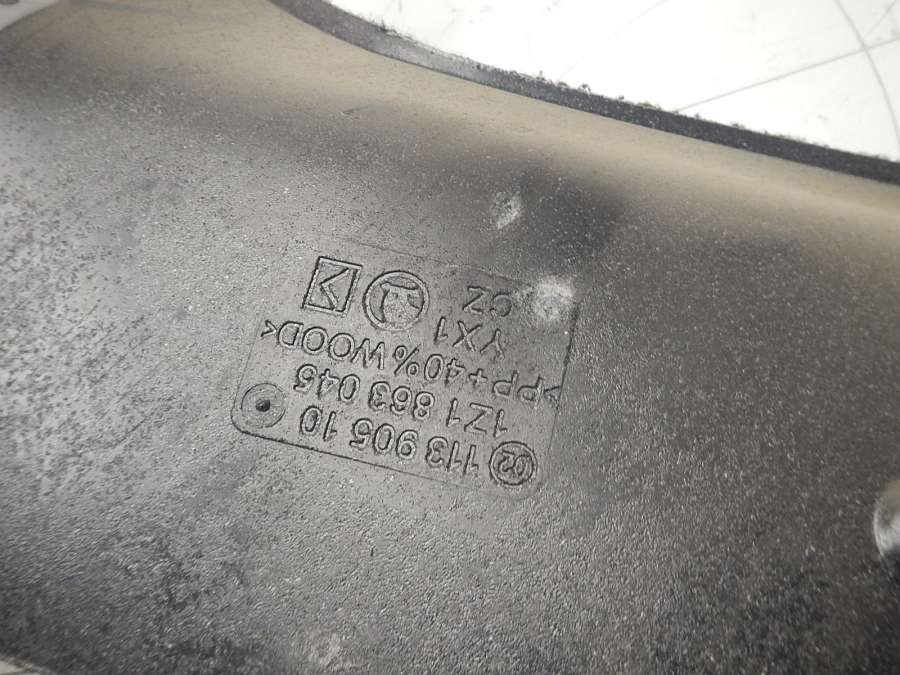 02 113 905 10
1Z1 863 045
>PP+40%WOOD<
YX1
CZ